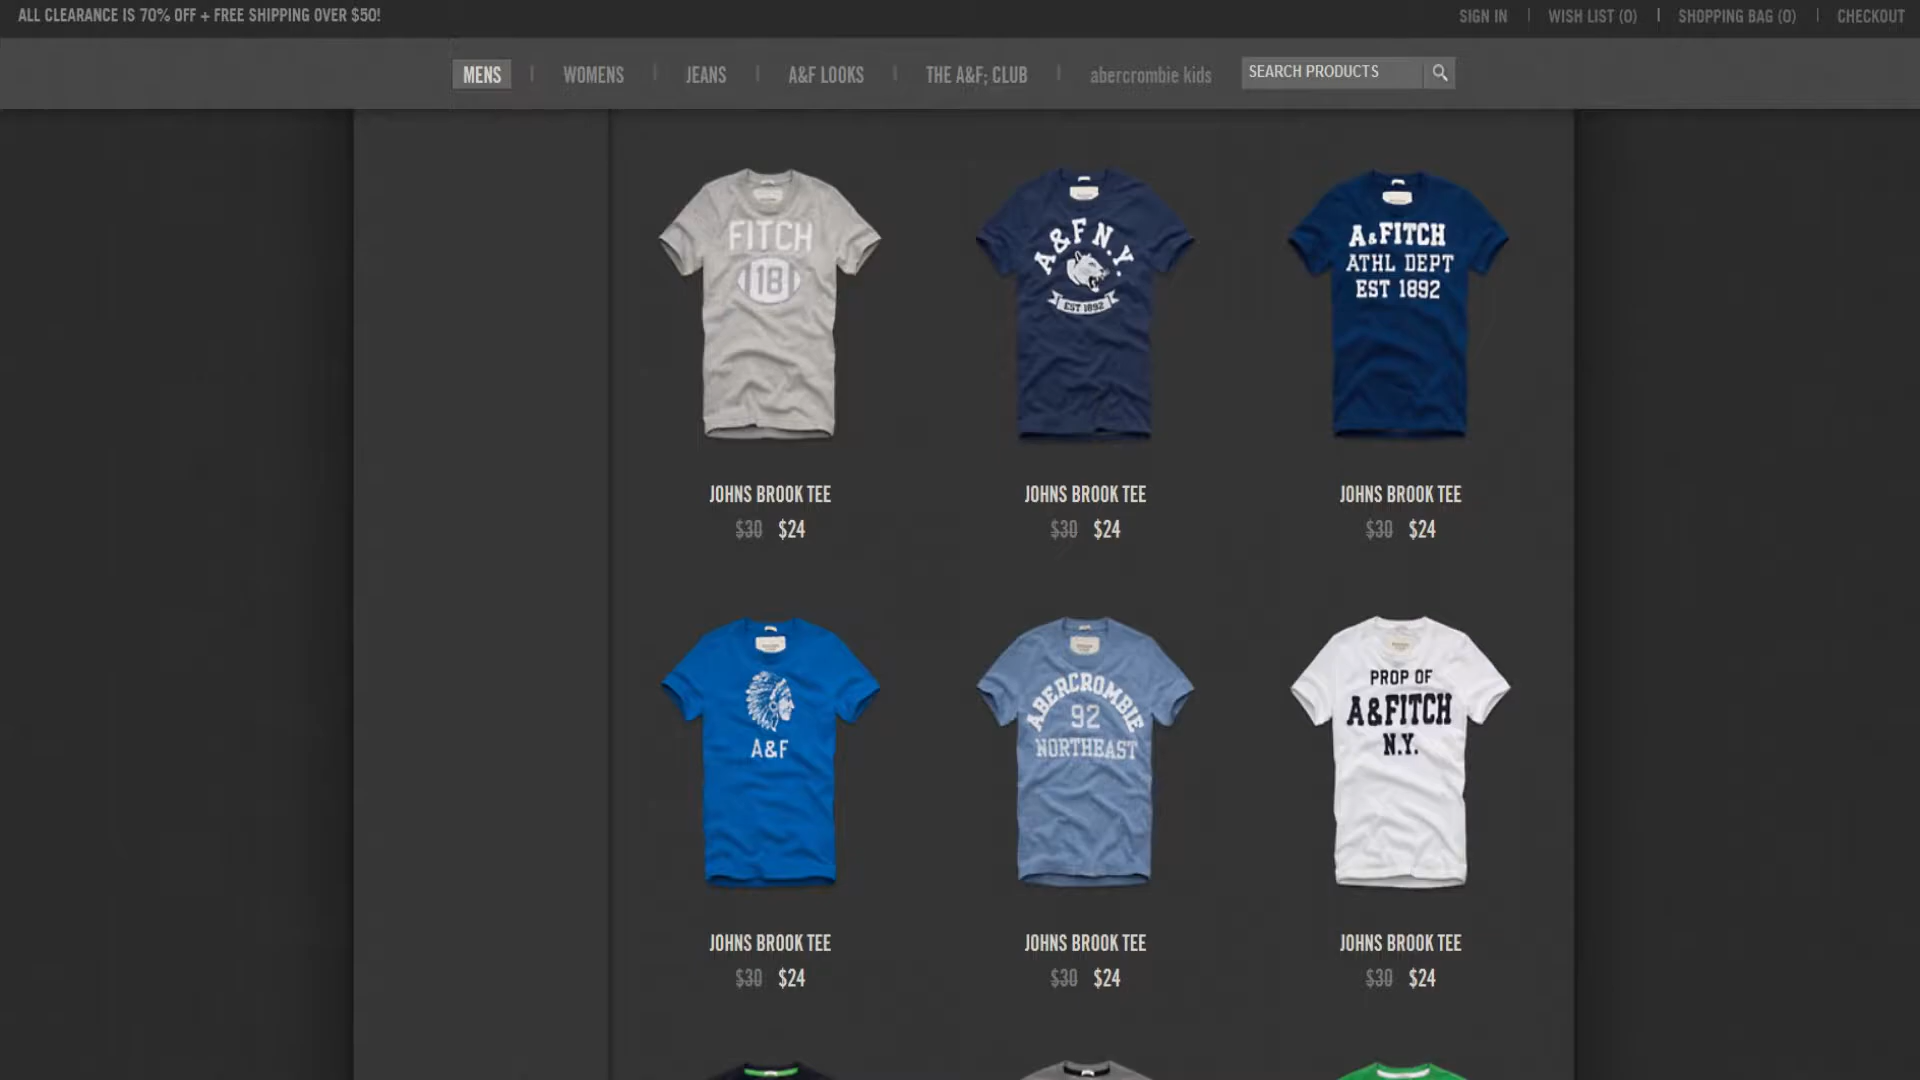 ALL CLEARANCE IS 70% OFF + FREE SHIPPING OVER $50!
SIGN IN | WISH LIST (0) | SHOPPING BAG (0) | CHECKOUT
MENS | WOMENS | JEANS | A&F LOOKS | THE A&F; CLUB | abercrombie kids
SEARCH PRODUCTS
FITCH
18
A&F N.Y.
EST 1892
A&FITCH
ATHL DEPT
EST 1892
JOHNS BROOK TEE
$30 $24
JOHNS BROOK TEE
$30 $24
JOHNS BROOK TEE
$30 $24
A&F
ABERCROMBIE
92
NORTHEAST
PROP OF
A&FITCH
N.Y.
JOHNS BROOK TEE
$30 $24
JOHNS BROOK TEE
$30 $24
JOHNS BROOK TEE
$30 $24